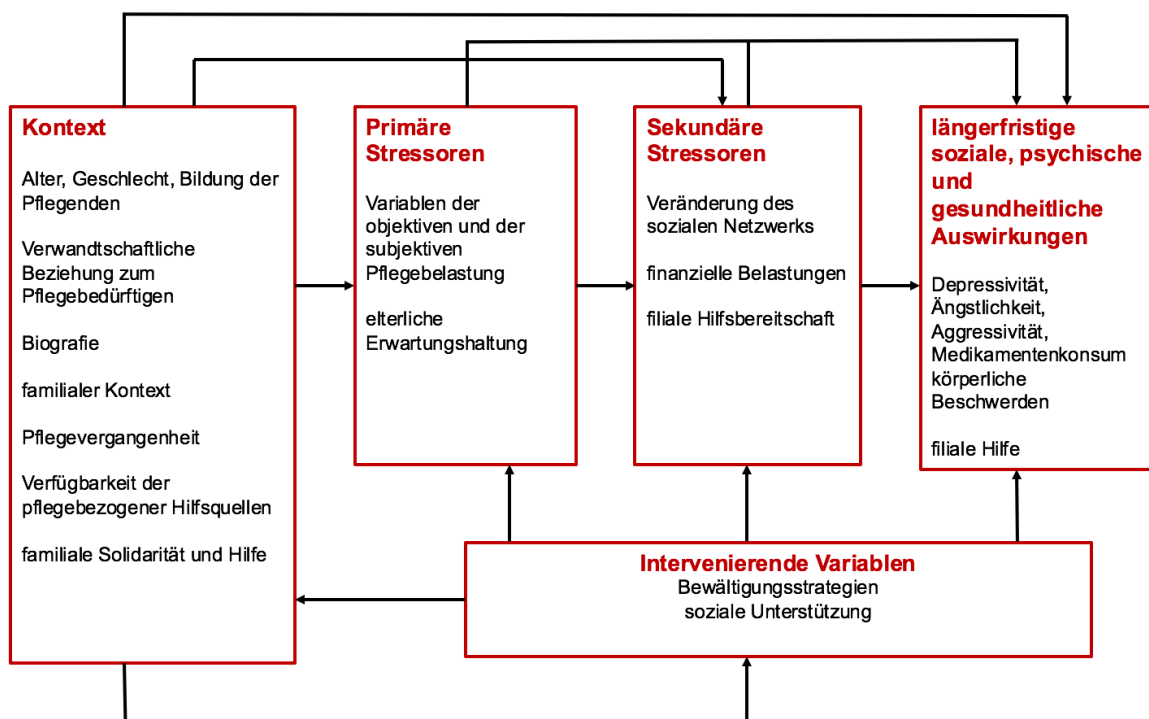 Kontext
Alter, Geschlecht, Bildung der
Pflegenden
Verwandtschaftliche
Beziehung zum
Pflegebedürftigen
Biografie
familialer Kontext
Pflegevergangenheit
Verfügbarkeit der
pflegebezogener Hilfsquellen
familiale Solidarität und Hilfe
Primäre
Stressoren
Variablen der
objektiven und der
subjektiven
Pflegebelastung
elterliche
Erwartungshaltung
Sekundäre
Stressoren
Veränderung des
sozialen Netzwerks
finanzielle Belastungen
filiale Hilfsbereitschaft
längerfristige
soziale, psychische
und
gesundheitliche
Auswirkungen
Depressivität,
Ängstlichkeit,
Aggressivität,
Medikamentenkonsum
körperliche
Beschwerden
filiale Hilfe
Intervenierende Variablen
Bewältigungsstrategien
soziale Unterstützung